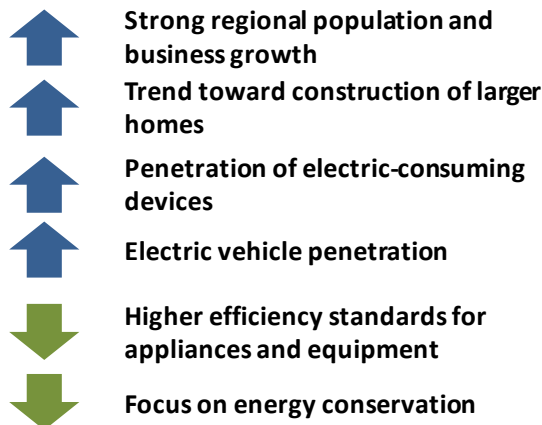 Strong regional population and
business growth
Trend toward construction of larger
homes
Penetration of electric-consuming
devices
Electric vehicle penetration
Higher efficiency standards for
appliances and equipment
Focus on energy conservation